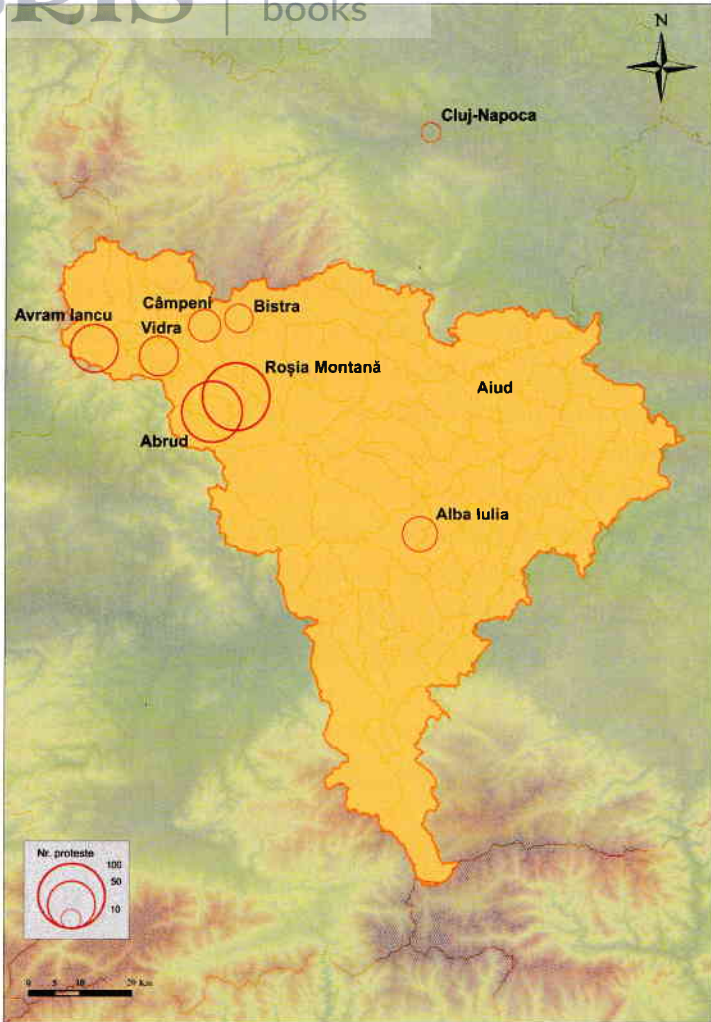 books
N
Cluj-Napoca
Câmpeni
Bistra
Avram Iancu
Vidra
Roșia Montană
Aiud
Abrud
Alba Iulia
Nr. proteste
100
50
10
0 5 10 20 Km